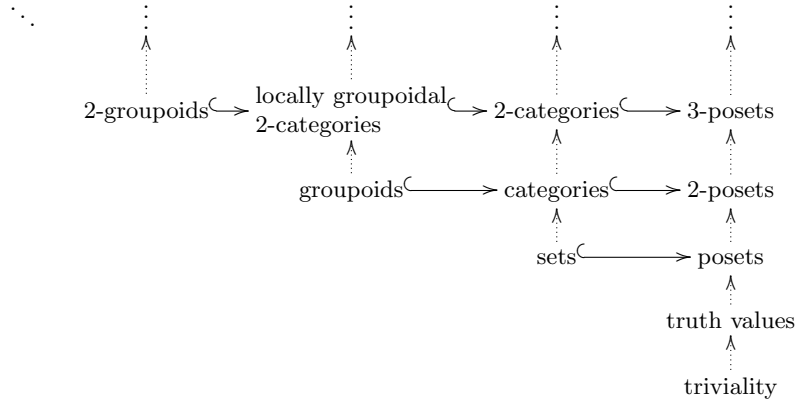 2-groupoids
locally groupoidal
2-categories
2-categories
3-posets
groupoids
categories
2-posets
sets
posets
truth values
triviality